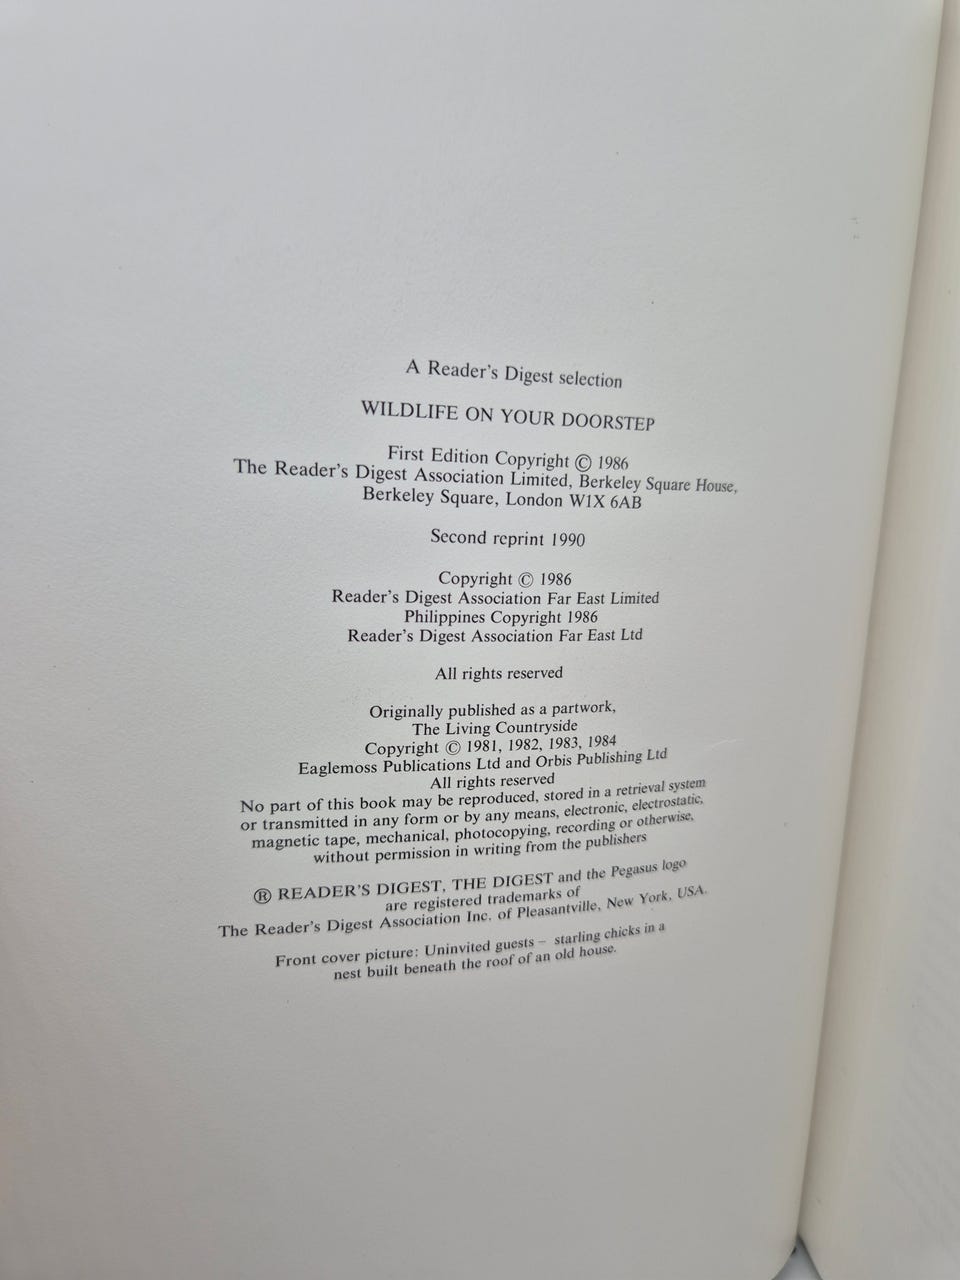 A Reader's Digest selection
WILDLIFE ON YOUR DOORSTEP
First Edition Copyright © 1986
The Reader's Digest Association Limited, Berkeley Square House,
Berkeley Square, London W1X 6AB
Second reprint 1990
Copyright © 1986
Reader's Digest Association Far East Limited
Philippines Copyright 1986
Reader's Digest Association Far East Ltd
All rights reserved
Originally published as a partwork,
The Living Countryside
Copyright © 1981, 1982, 1983, 1984
Eaglemoss Publications Ltd and Orbis Publishing Ltd
All rights reserved
No part of this book may be reproduced, stored in a retrieval system
or transmitted in any form or by any means, electronic, electrostatic,
magnetic tape, mechanical, photocopying, recording or otherwise,
without permission in writing from the publishers
® READER'S DIGEST, THE DIGEST and the Pegasus logo
are registered trademarks of
The Reader's Digest Association Inc. of Pleasantville, New York, USA.
Front cover picture: Uninvited guests – starling chicks in a
nest built beneath the roof of an old house.